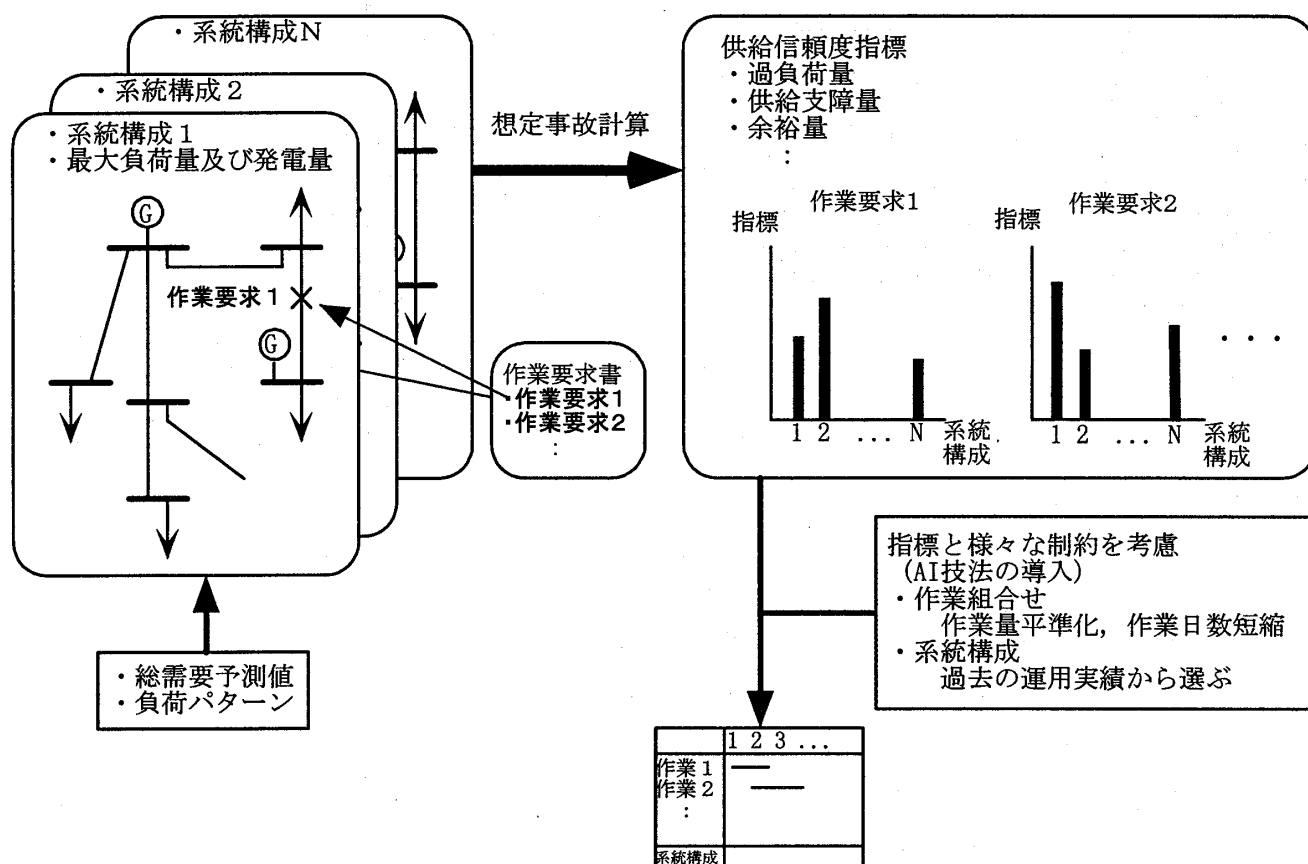 ・系統構成N
・系統構成2
・系統構成1
・最大負荷量及び発電量
G
作業要求1
G
作業要求書
・作業要求1
・作業要求2
:
・総需要予測値
・負荷パターン
想定事故計算
供給信頼度指標
・過負荷量
・供給支障量
・余裕量
:
作業要求1
指標
1 2 ... N 系統
構成
作業要求2
指標
1 2 ... N 系統
構成
・・・
指標と様々な制約を考慮
(AI技法の導入)
・作業組合せ
作業量平準化, 作業日数短縮
・系統構成
過去の運用実績から選ぶ
1 2 3 ...
作業1
作業2
:
系統構成